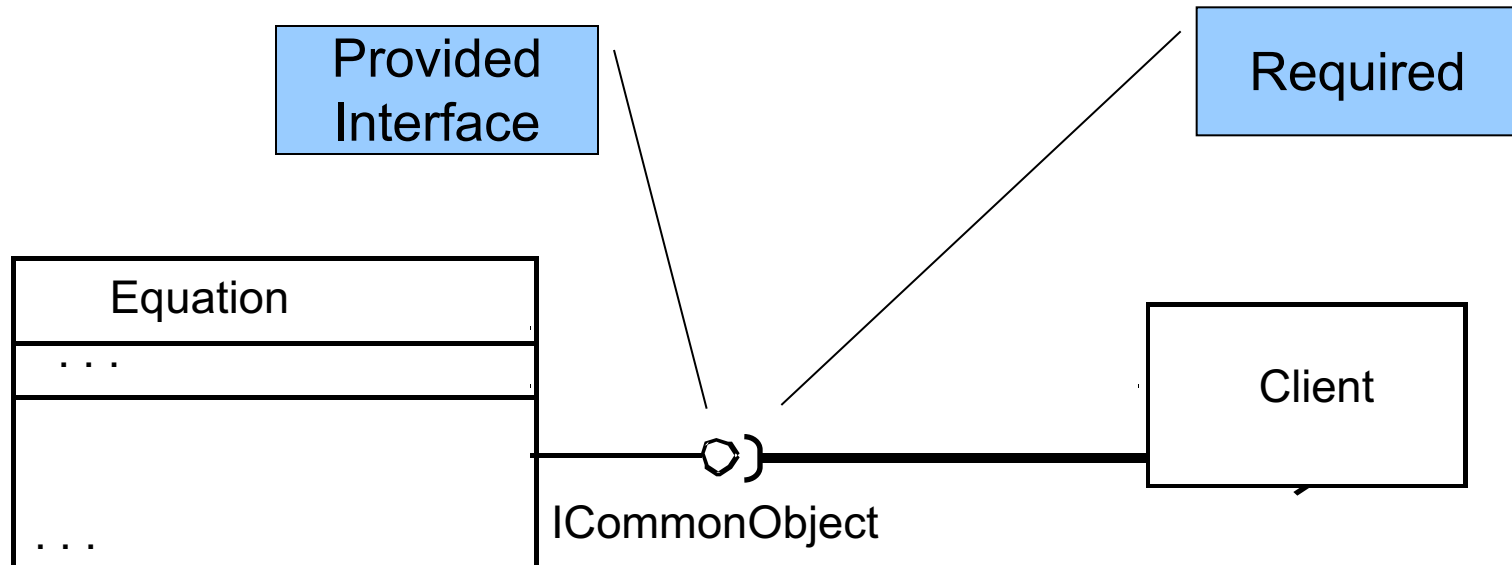 Provided
Interface
Required
Equation
. . .
Client
ICommonObject
. . .